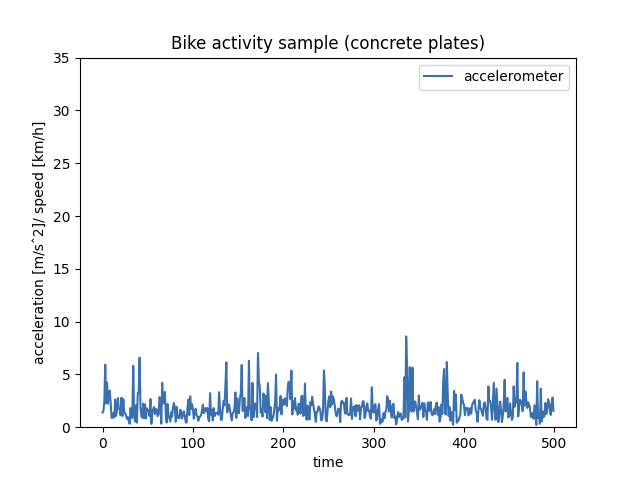 Bike activity sample (concrete plates)
accelerometer
acceleration [m/sˆ2]/ speed [km/h]
35
30
25
20
15
10
5
0
0 100 200 300 400 500
time